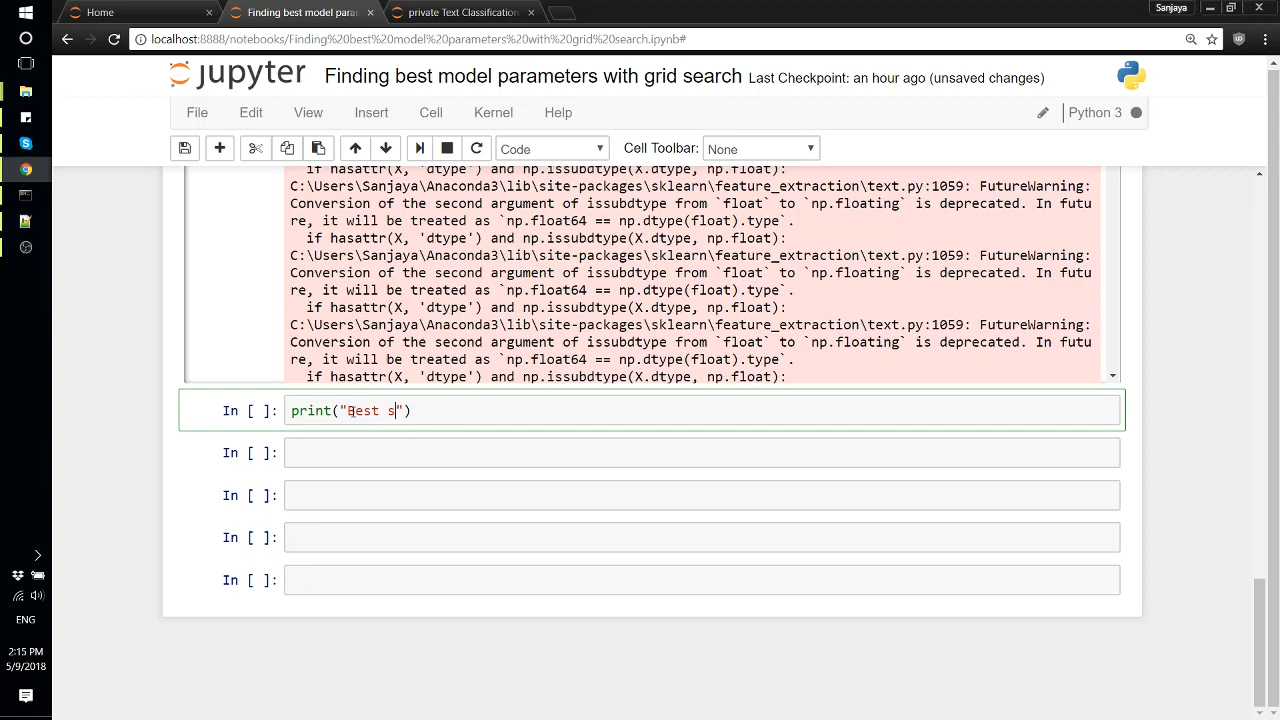 Home
Finding best model para
private Text Classification
Sanjaya
localhost:8888/notebooks/Finding%20best%20model%20parameters%20with%20grid%20search.ipynb#
jupyter Finding best model parameters with grid search Last Checkpoint: an hour ago (unsaved changes)
File Edit View Insert Cell Kernel Help Python 3
Code Cell Toolbar: None
if hasattr(X, 'dtype') and np.issubdtype(X.dtype, np.float):
C:\Users\Sanjaya\Anaconda3\lib\site-packages\sklearn\feature_extraction\text.py:1059: FutureWarning:
Conversion of the second argument of issubdtype from `float` to `np.floating` is deprecated. In futu
re, it will be treated as `np.float64 == np.dtype(float).type`.
if hasattr(X, 'dtype') and np.issubdtype(X.dtype, np.float):
C:\Users\Sanjaya\Anaconda3\lib\site-packages\sklearn\feature_extraction\text.py:1059: FutureWarning:
Conversion of the second argument of issubdtype from `float` to `np.floating` is deprecated. In futu
re, it will be treated as `np.float64 == np.dtype(float).type`.
if hasattr(X, 'dtype') and np.issubdtype(X.dtype, np.float):
C:\Users\Sanjaya\Anaconda3\lib\site-packages\sklearn\feature_extraction\text.py:1059: FutureWarning:
Conversion of the second argument of issubdtype from `float` to `np.floating` is deprecated. In futu
re, it will be treated as `np.float64 == np.dtype(float).type`.
if hasattr(X, 'dtype') and np.issubdtype(X.dtype, np.float):
In [ ]: print("Best s")
In [ ]:
In [ ]:
In [ ]:
In [ ]:
ENG
2:15 PM
5/9/2018